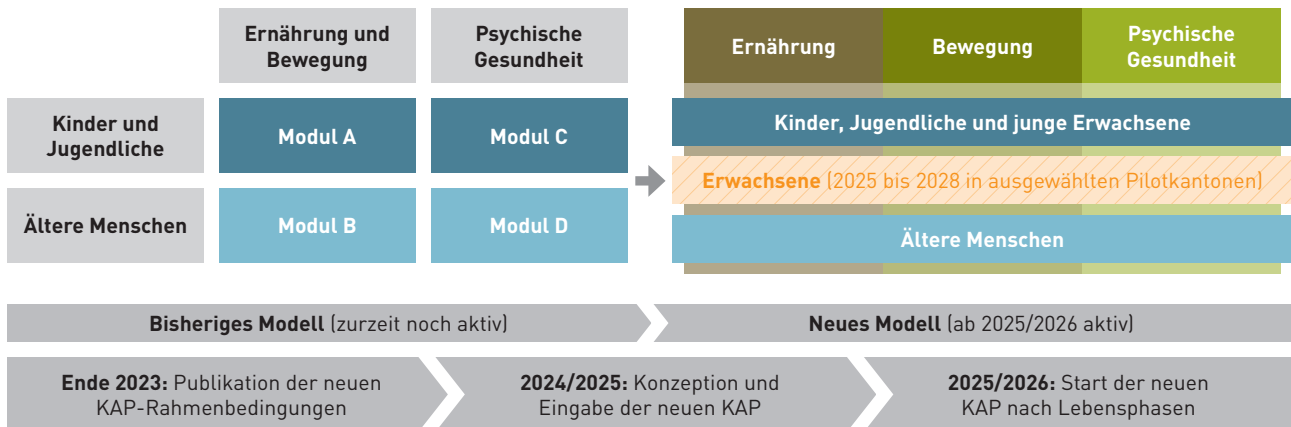 Ernährung und
Bewegung
Psychische
Gesundheit
Kinder und
Jugendliche
Modul A
Modul C
Ältere Menschen
Modul B
Modul D
Ernährung
Bewegung
Psychische
Gesundheit
Kinder, Jugendliche und junge Erwachsene
Erwachsene (2025 bis 2028 in ausgewählten Pilotkantonen)
Ältere Menschen
Bisheriges Modell (zurzeit noch aktiv)
Neues Modell (ab 2025/2026 aktiv)
Ende 2023: Publikation der neuen
KAP-Rahmenbedingungen
2024/2025: Konzeption und
Eingabe der neuen KAP
2025/2026: Start der neuen
KAP nach Lebensphasen